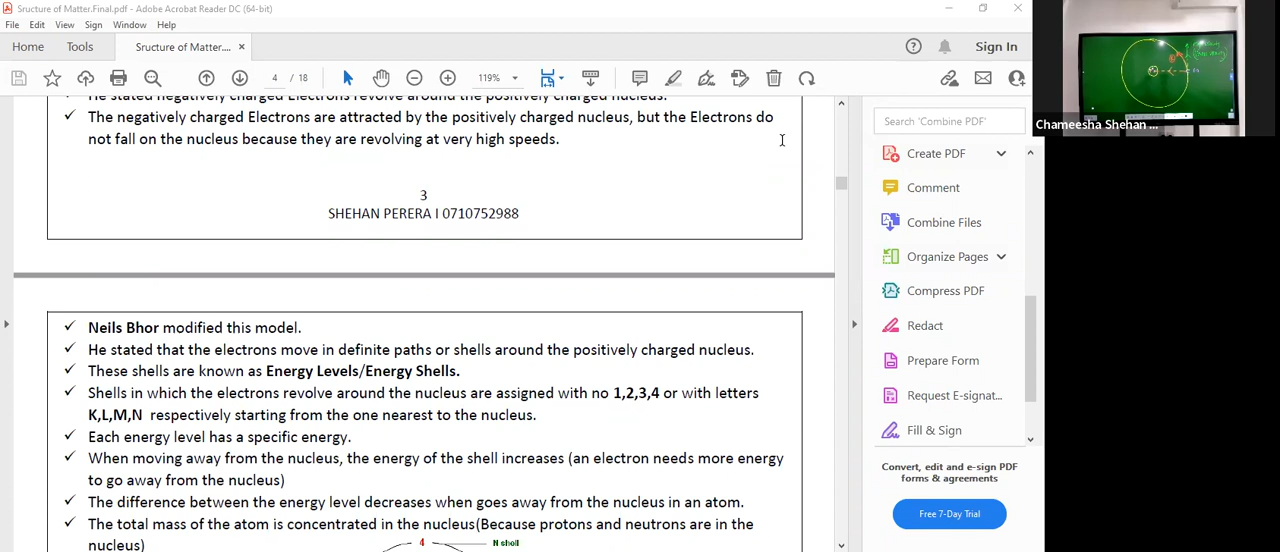 Sructure of Matter.Final.pdf - Adobe Acrobat Reader DC (64-bit)
File Edit View Sign Window Help
Home Tools Sructure of Matter.... × Sign In
4 / 18 119%
He stated negatively charged Electrons revolve around the positively charged nucleus.
✓ The negatively charged Electrons are attracted by the positively charged nucleus, but the Electrons do
not fall on the nucleus because they are revolving at very high speeds.
3
SHEHAN PERERA I 0710752988
✓ Neils Bhor modified this model.
✓ He stated that the electrons move in definite paths or shells around the positively charged nucleus.
✓ These shells are known as Energy Levels/Energy Shells.
✓ Shells in which the electrons revolve around the nucleus are assigned with no 1,2,3,4 or with letters
K,L,M,N respectively starting from the one nearest to the nucleus.
✓ Each energy level has a specific energy.
✓ When moving away from the nucleus, the energy of the shell increases (an electron needs more energy
to go away from the nucleus)
✓ The difference between the energy level decreases when goes away from the nucleus in an atom.
✓ The total mass of the atom is concentrated in the nucleus(Because protons and neutrons are in the
nucleus)
4 N shell
Search 'Combine PDF'
Create PDF
Comment
Combine Files
Organize Pages
Compress PDF
Redact
Prepare Form
Request E-signat...
Fill & Sign
Convert, edit and e-sign PDF
forms & agreements
Free 7-Day Trial
Chameesha Shehan ...